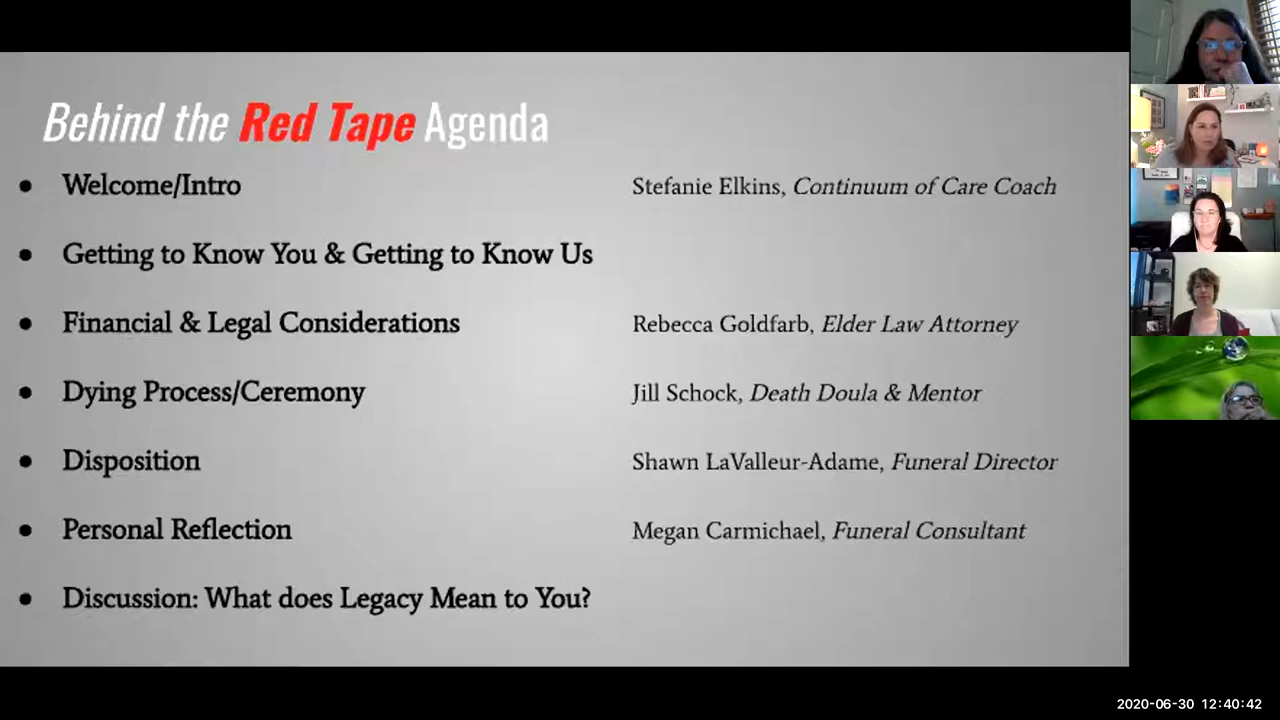 Behind the Red Tape Agenda
• Welcome/Intro Stefanie Elkins, Continuum of Care Coach
• Getting to Know You & Getting to Know Us
• Financial & Legal Considerations Rebecca Goldfarb, Elder Law Attorney
• Dying Process/Ceremony Jill Schock, Death Doula & Mentor
• Disposition Shawn LaValleur-Adame, Funeral Director
• Personal Reflection Megan Carmichael, Funeral Consultant
• Discussion: What does Legacy Mean to You?
2020-06-30 12:40:42